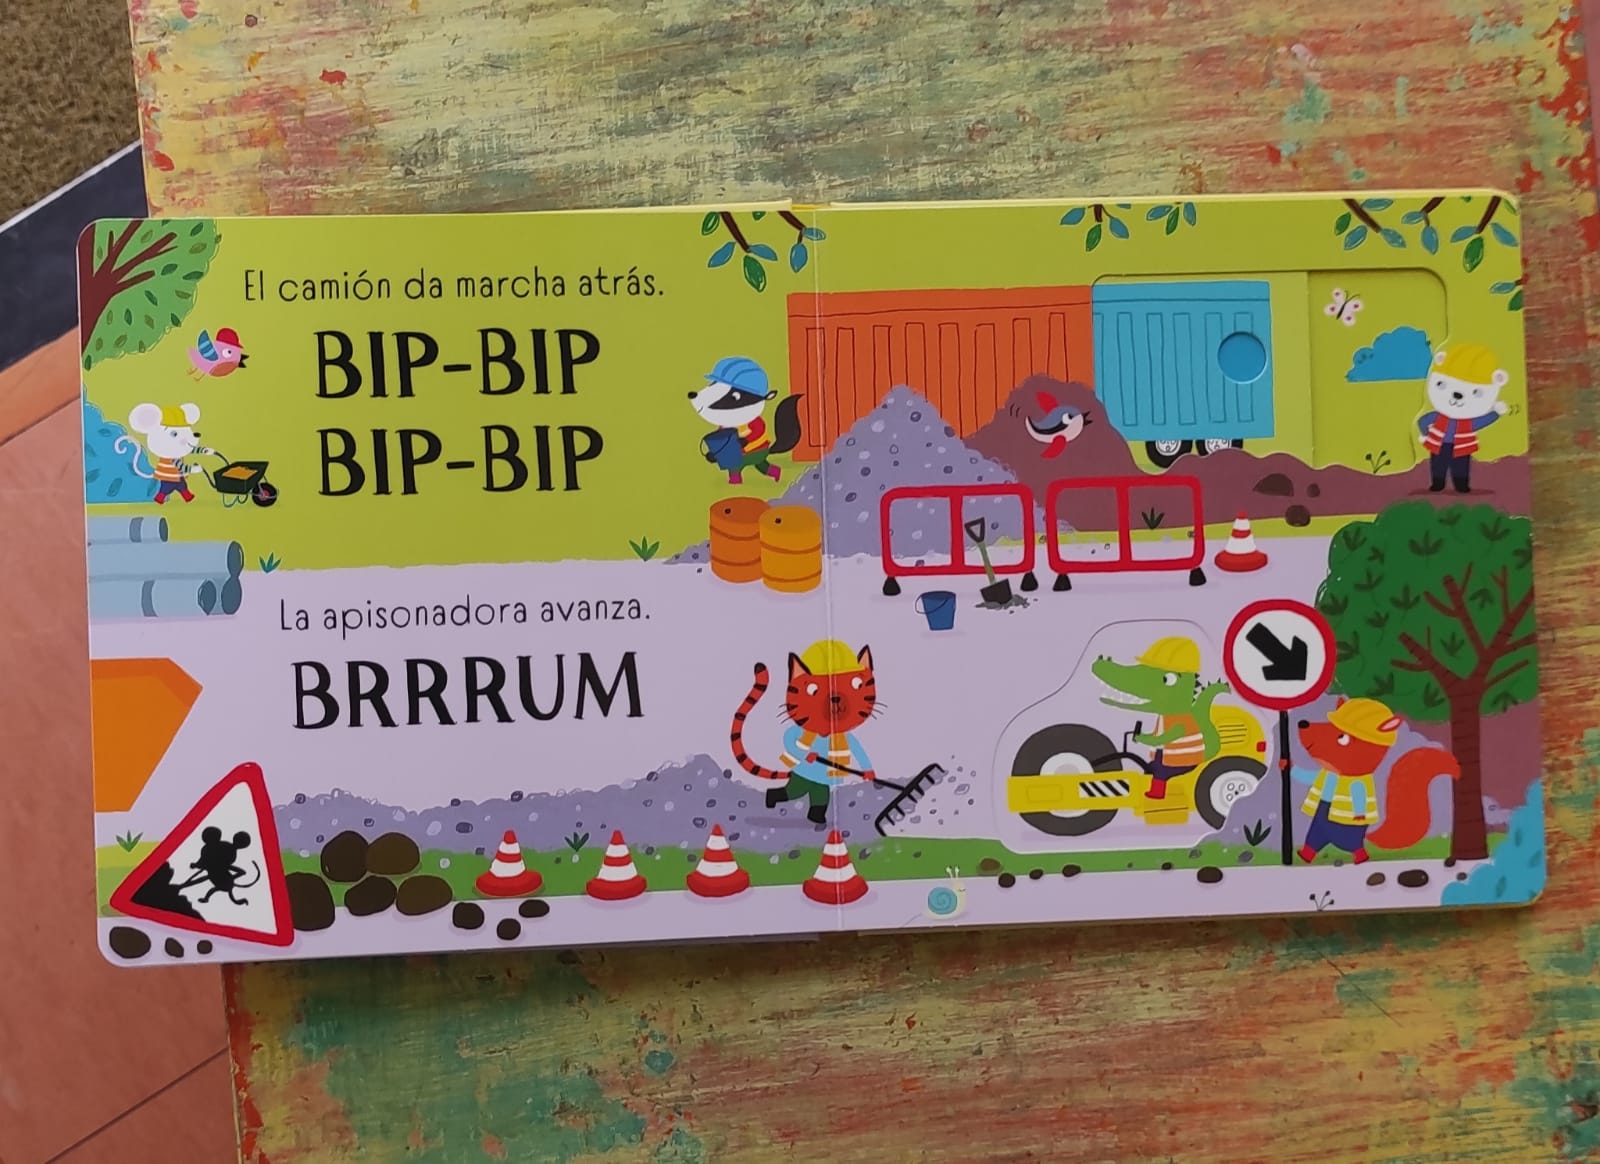 El camión da marcha atrás.
BIP-BIP
BIP-BIP
La apisonadora avanza.
BRRRUM